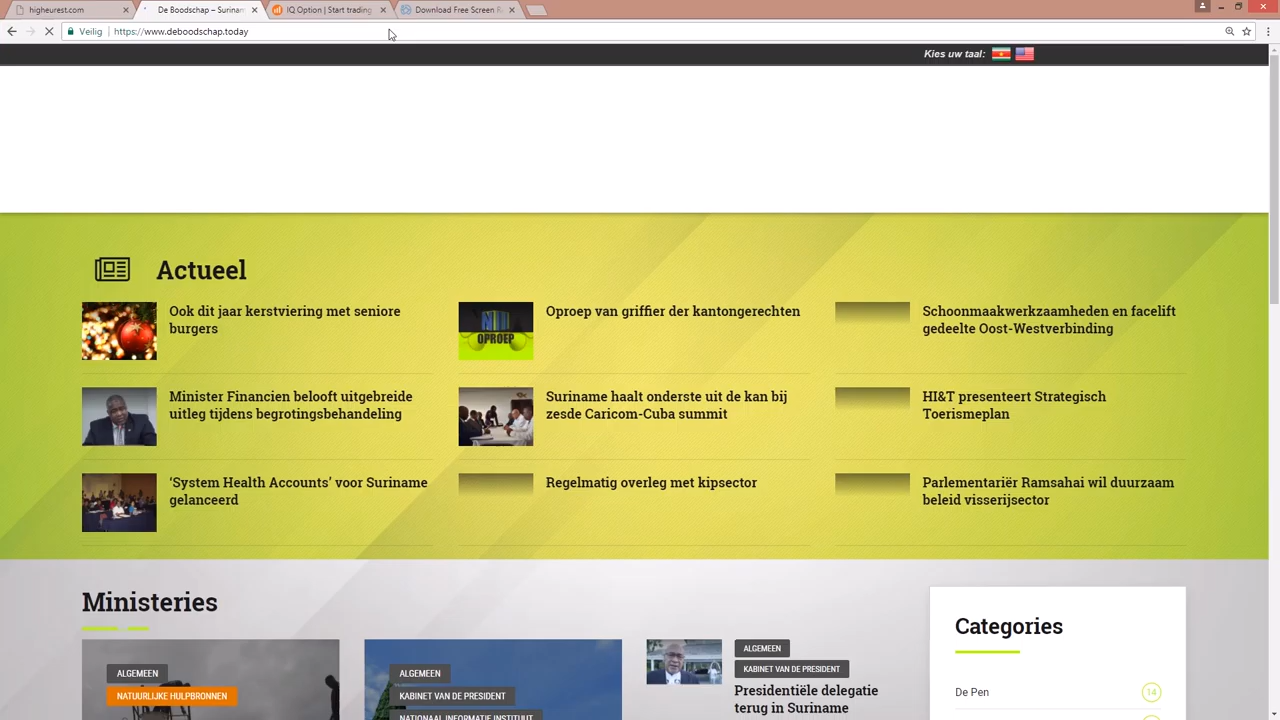 higheurest.com
De Boodschap – Surinam
IQ Option | Start trading
Download Free Screen R
Veilig
https://www.deboodschap.today
Kies uw taal:
Actueel
Ook dit jaar kerstviering met seniore
burgers
OPROEP
Oproep van griffier der kantongerechten
Schoonmaakwerkzaamheden en facelift
gedeelte Oost-Westverbinding
Minister Financien belooft uitgebreide
uitleg tijdens begrotingsbehandeling
Suriname haalt onderste uit de kan bij
zesde Caricom-Cuba summit
HI&T presenteert Strategisch
Toerismeplan
‘System Health Accounts’ voor Suriname
gelanceerd
Regelmatig overleg met kipsector
Parlementariër Ramsahai wil duurzaam
beleid visserijsector
Ministeries
ALGEMEEN
NATUURLIJKE HULPBRONNEN
ALGEMEEN
KABINET VAN DE PRESIDENT
NATIONAAL INFORMATIE INSTITUUT
ALGEMEEN
KABINET VAN DE PRESIDENT
Presidentiële delegatie
terug in Suriname
Categories
De Pen
14